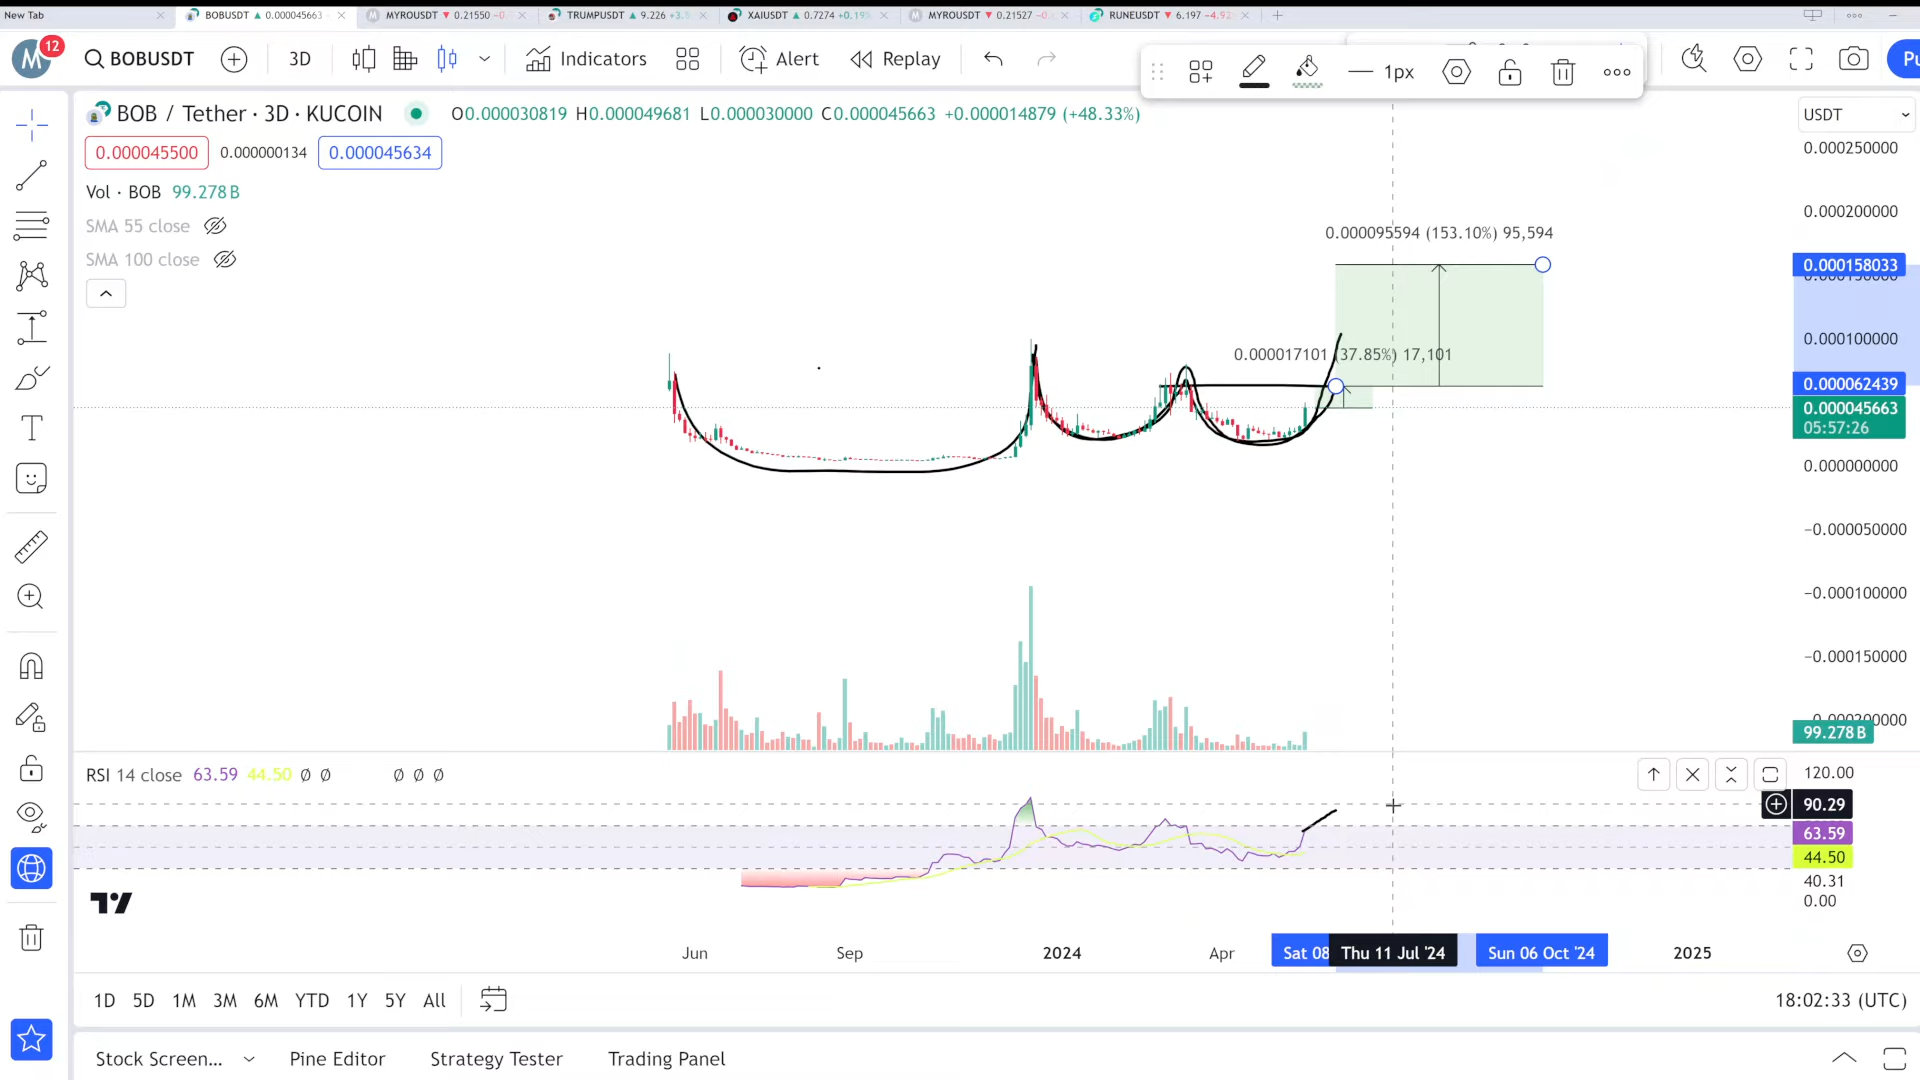 New Tab
BOBUSDT ▲ 0.000045663
MYROUSDT ▼ 0.21550
TRUMPUSDT ▲ 9.226
XAIUSDT ▲ 0.7274 +0.19%
MYROUSDT ▼ 0.21527
RUNEUSDT ▼ 6.197 −4.92
M
12
BOBUSDT
3D
Indicators
Alert
Replay
1px
Pu
BOB / Tether · 3D · KUCOIN
O0.000030819 H0.000049681 L0.000030000 C0.000045663 +0.000014879 (+48.33%)
USDT
0.000045500
0.000000134
0.000045634
Vol · BOB 99.278 B
SMA 55 close
SMA 100 close
0.000095594 (153.10%) 95,594
0.000017101 (37.85%) 17,101
0.000250000
0.000200000
0.000158033
0.000100000
0.000062439
0.000045663
05:57:26
0.000000000
−0.000050000
−0.000100000
−0.000150000
99.278 B
RSI 14 close 63.59 44.50 Ø Ø Ø Ø Ø
120.00
90.29
63.59
44.50
40.31
0.00
Jun
Sep
2024
Apr
Sat 08
Thu 11 Jul '24
Sun 06 Oct '24
2025
1D 5D 1M 3M 6M YTD 1Y 5Y All
18:02:33 (UTC)
Stock Screen...
Pine Editor
Strategy Tester
Trading Panel